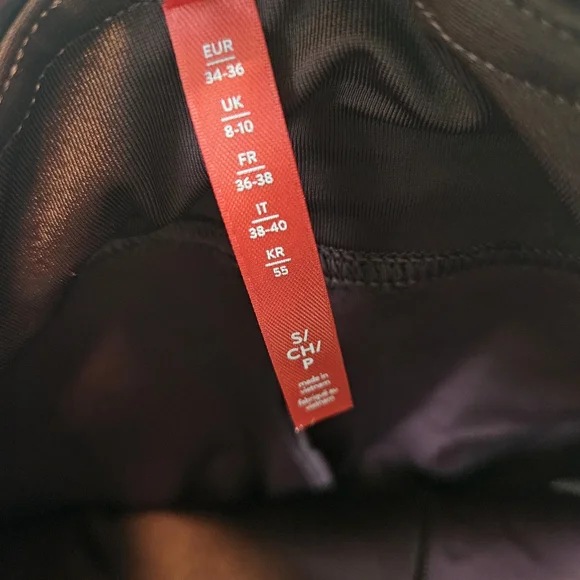 EUR
34-36
UK
8-10
FR
36-38
IT
38-40
KR
55
S/
CH/
P
made in
vietnam
fabriqué au
vietnam